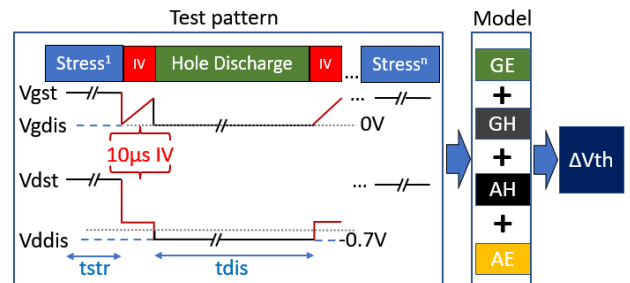 Test pattern
Model
Stress¹
IV
Hole Discharge
IV
...
Stressⁿ
Vgst
...
Vgdis
0V
10µs IV
Vdst
...
Vddis
-0.7V
tstr
tdis
GE
+
GH
+
AH
+
AE
ΔVth